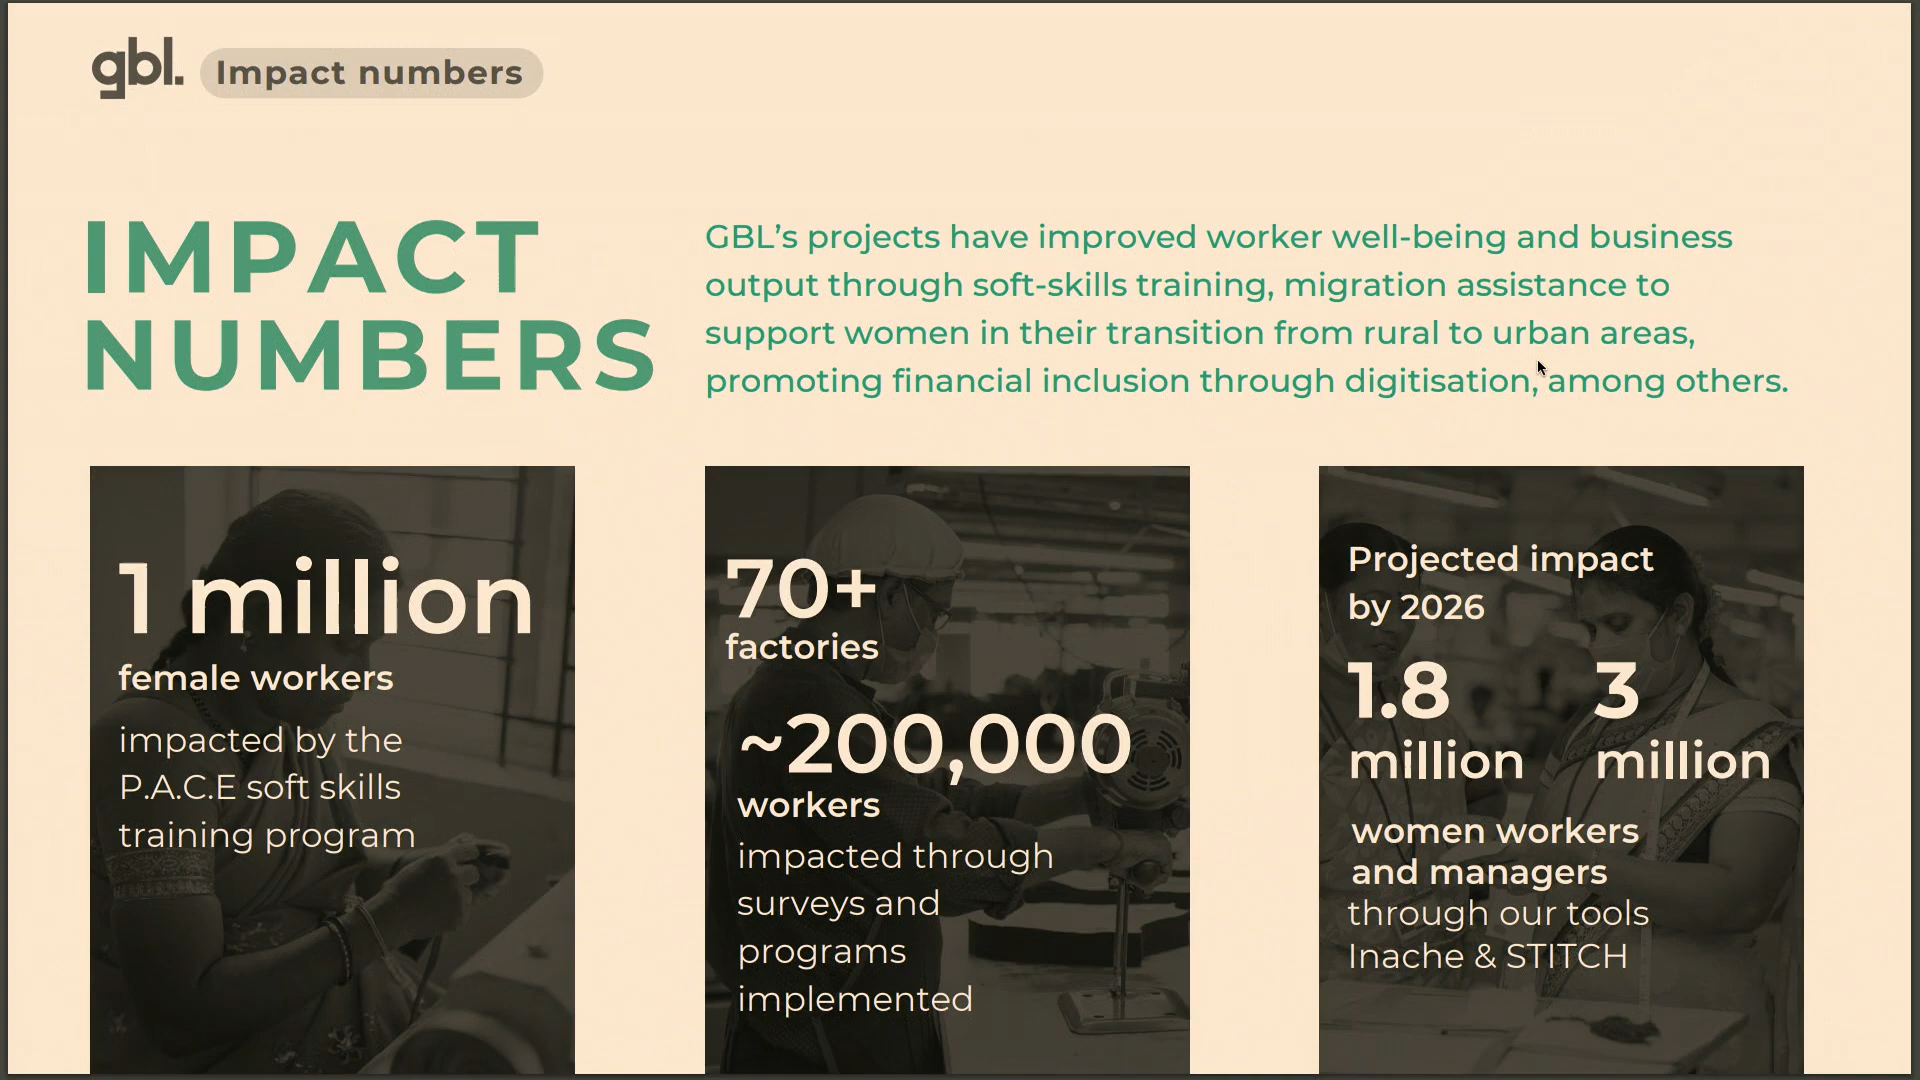 gbl. Impact numbers
IMPACT
NUMBERS
GBL’s projects have improved worker well-being and business
output through soft-skills training, migration assistance to
support women in their transition from rural to urban areas,
promoting financial inclusion through digitisation, among others.
1 million
female workers
impacted by the
P.A.C.E soft skills
training program
70+
factories
~200,000
workers
impacted through
surveys and
programs
implemented
Projected impact
by 2026
1.8 3
million million
women workers
and managers
through our tools
Inache & STITCH